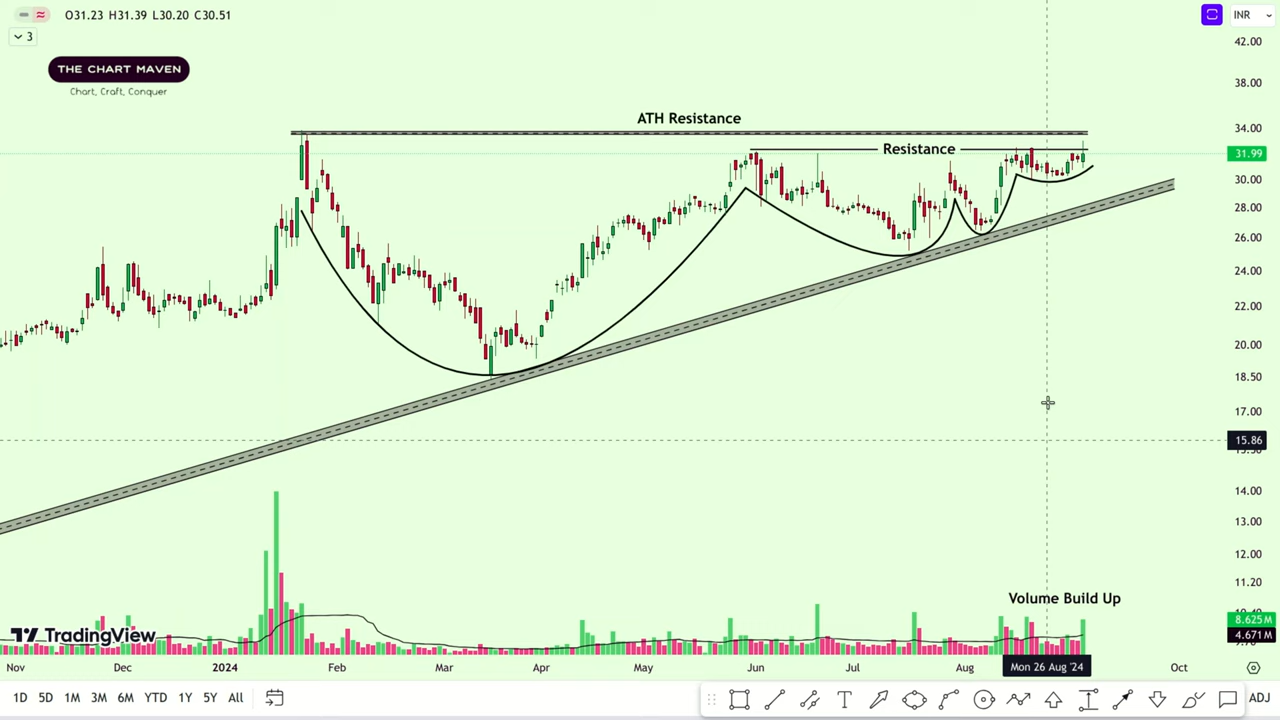 O31.23 H31.39 L30.20 C30.51
INR
3
42.00
THE CHART MAVEN
Chart, Craft, Conquer
38.00
ATH Resistance
34.00
Resistance
31.99
30.00
28.00
26.00
24.00
22.00
20.00
18.50
17.00
15.86
14.00
13.00
12.00
11.20
Volume Build Up
8.625M
TradingView
4.671M
Nov Dec 2024 Feb Mar Apr May Jun Jul Aug Mon 26 Aug '24 Oct
1D 5D 1M 3M 6M YTD 1Y 5Y All
ADJ